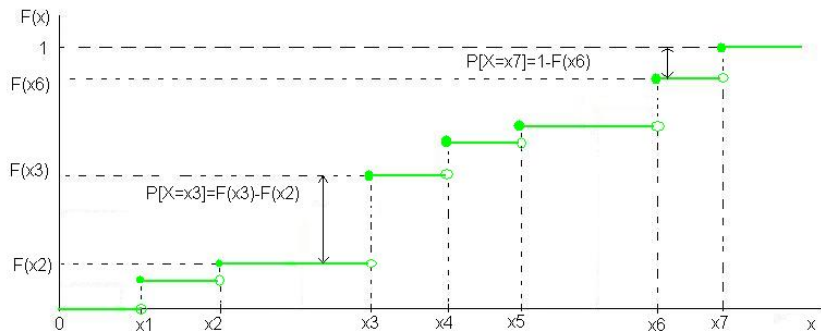 F(x)
1
P[X=x7]=1-F(x6)
F(x6)
F(x3)
P[X=x3]=F(x3)-F(x2)
F(x2)
0 x1 x2 x3 x4 x5 x6 x7 x